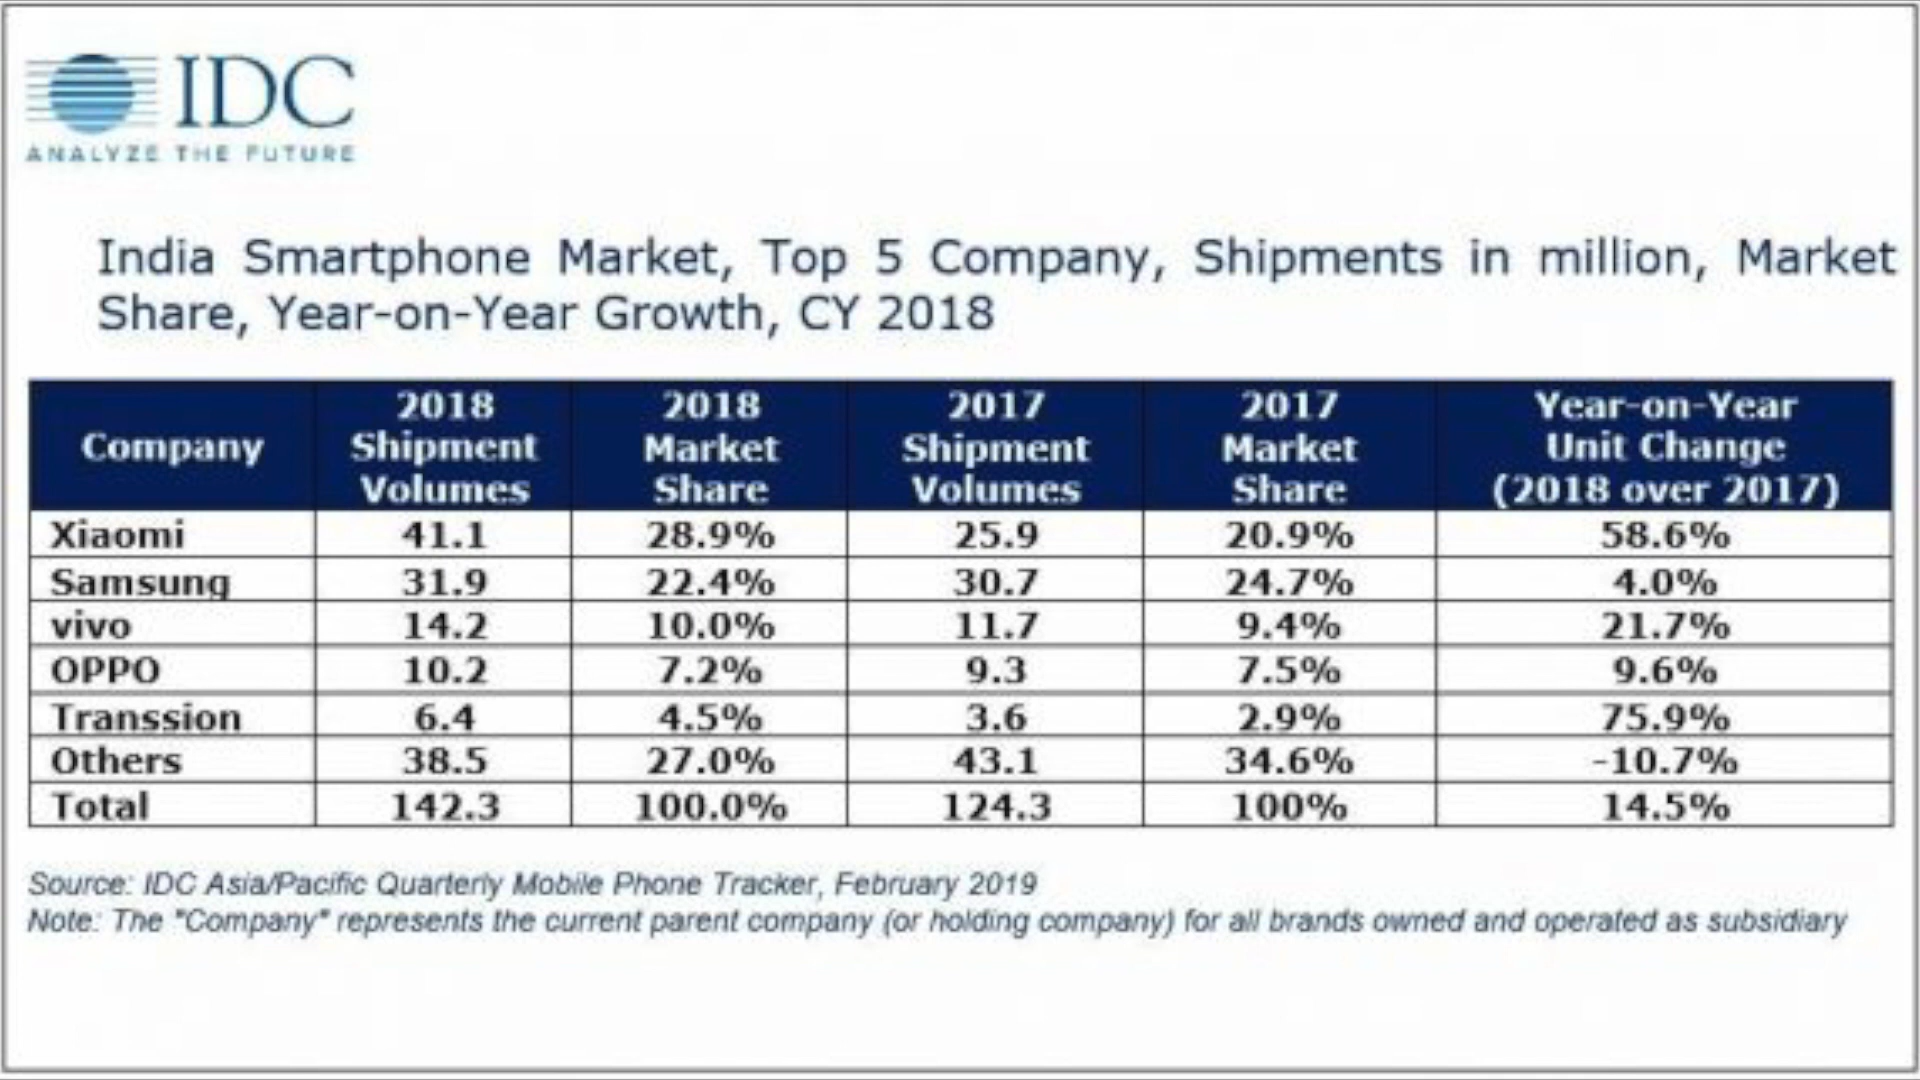 IDC
ANALYZE THE FUTURE
India Smartphone Market, Top 5 Company, Shipments in million, Market
Share, Year-on-Year Growth, CY 2018
Company 2018 Shipment Volumes 2018 Market Share 2017 Shipment Volumes 2017 Market Share Year-on-Year Unit Change (2018 over 2017)
Xiaomi 41.1 28.9% 25.9 20.9% 58.6%
Samsung 31.9 22.4% 30.7 24.7% 4.0%
vivo 14.2 10.0% 11.7 9.4% 21.7%
OPPO 10.2 7.2% 9.3 7.5% 9.6%
Transsion 6.4 4.5% 3.6 2.9% 75.9%
Others 38.5 27.0% 43.1 34.6% -10.7%
Total 142.3 100.0% 124.3 100% 14.5%
Source: IDC Asia/Pacific Quarterly Mobile Phone Tracker, February 2019
Note: The "Company" represents the current parent company (or holding company) for all brands owned and operated as subsidiary